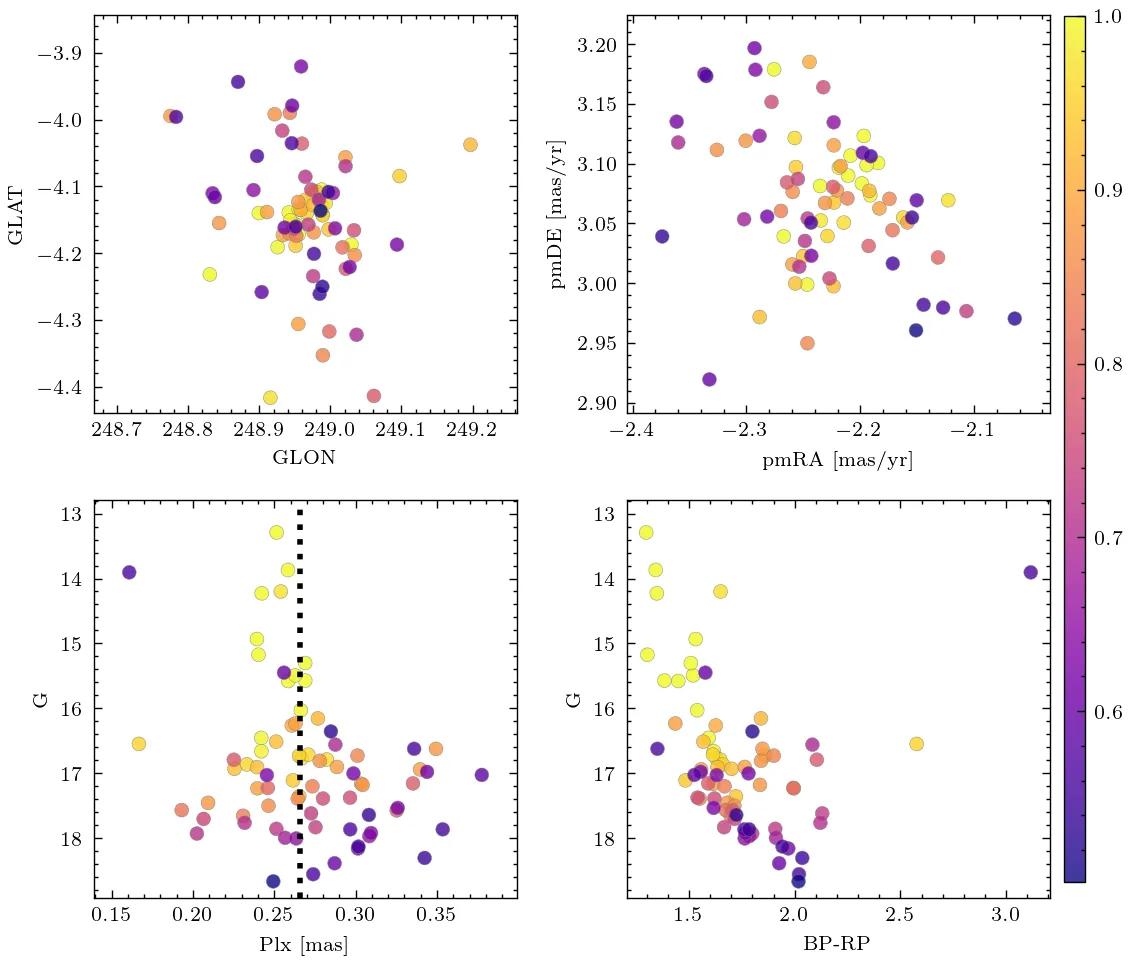 −3.9
−4.0
−4.1
−4.2
−4.3
−4.4
GLAT
248.7 248.8 248.9 249.0 249.1 249.2
GLON
3.20
3.15
3.10
3.05
3.00
2.95
2.90
pmDE [mas/yr]
−2.4 −2.3 −2.2 −2.1
pmRA [mas/yr]
1.0
0.9
0.8
0.7
0.6
13
14
15
16
17
18
G
0.15 0.20 0.25 0.30 0.35
Plx [mas]
13
14
15
16
17
18
G
1.5 2.0 2.5 3.0
BP-RP